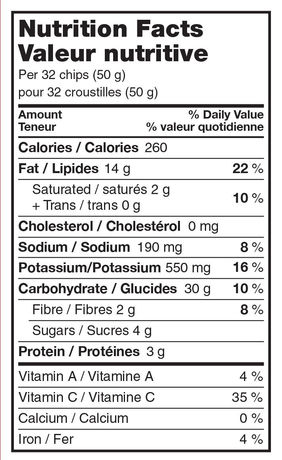 Nutrition Facts
Valeur nutritive
Per 32 chips (50 g)
pour 32 croustilles (50 g)
Amount % Daily Value
Teneur % valeur quotidienne
Calories / Calories 260
Fat / Lipides 14 g 22 %
Saturated / saturés 2 g
+ Trans / trans 0 g 10 %
Cholesterol / Cholestérol 0 mg
Sodium / Sodium 190 mg 8 %
Potassium/Potassium 550 mg 16 %
Carbohydrate / Glucides 30 g 10 %
Fibre / Fibres 2 g 8 %
Sugars / Sucres 4 g
Protein / Protéines 3 g
Vitamin A / Vitamine A 4 %
Vitamin C / Vitamine C 35 %
Calcium / Calcium 0 %
Iron / Fer 4 %